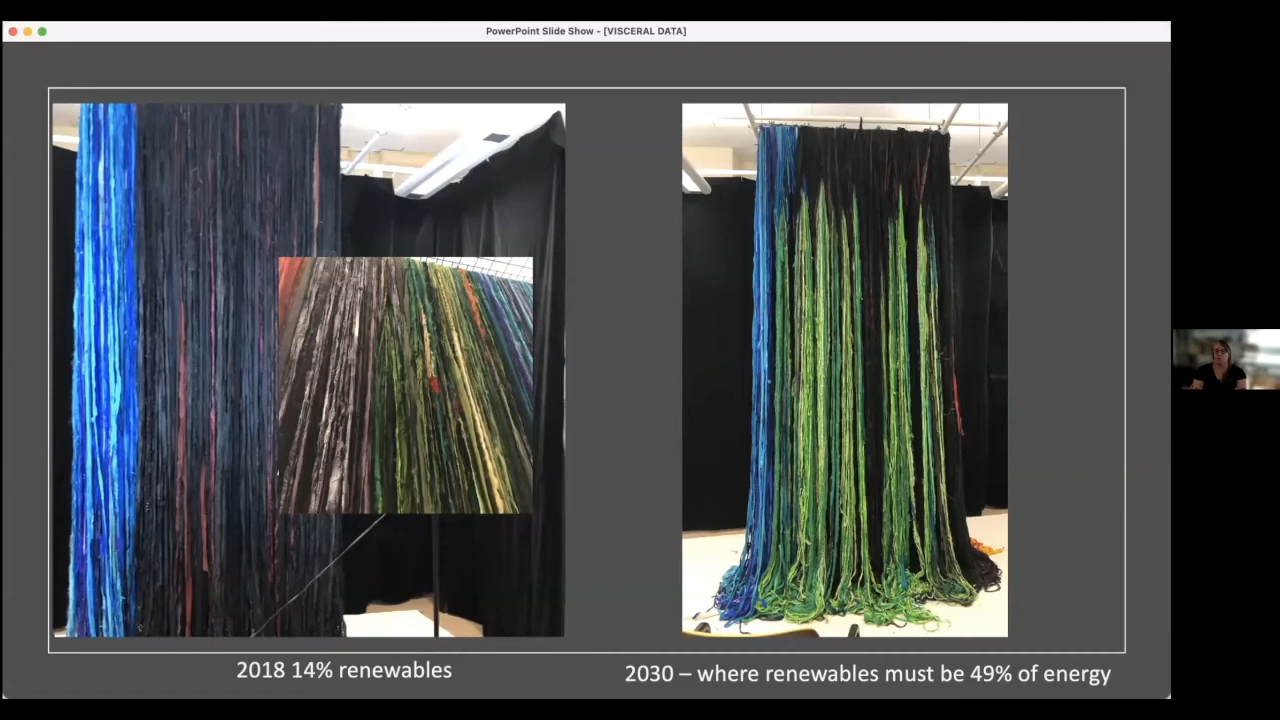 PowerPoint Slide Show - [VISCERAL DATA]
2018 14% renewables
2030 – where renewables must be 49% of energy